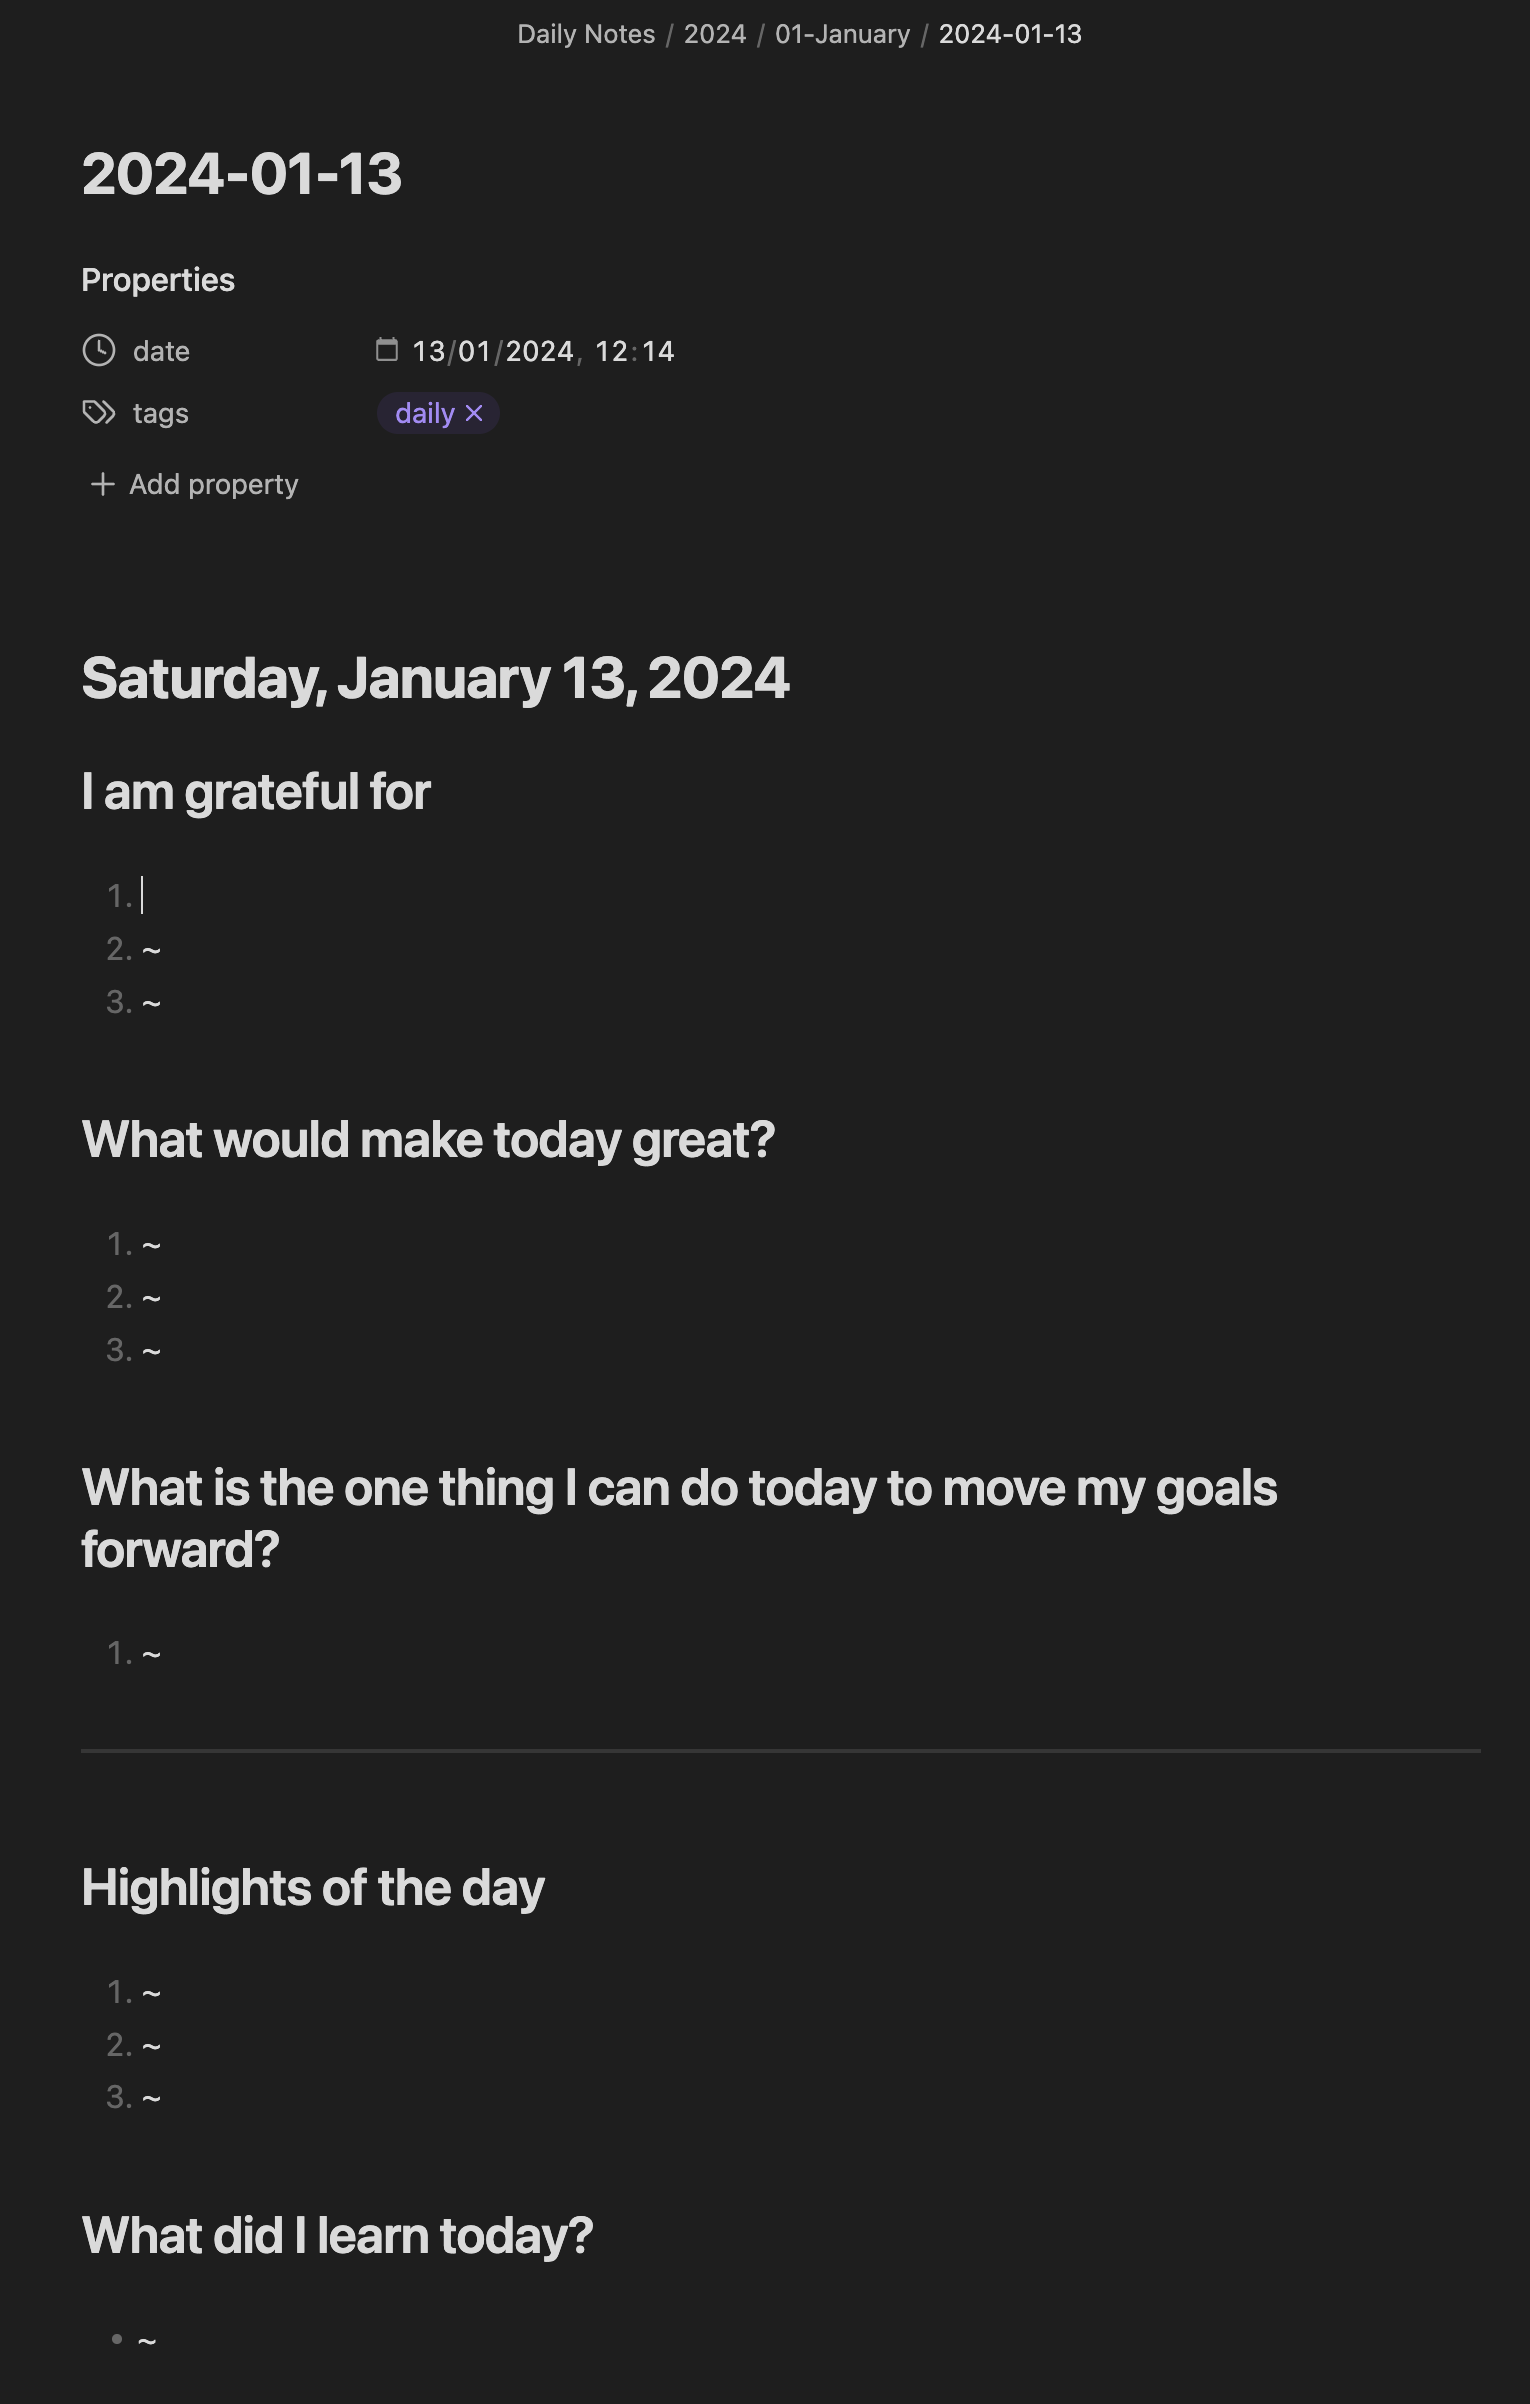 Daily Notes / 2024 / 01-January / 2024-01-13
2024-01-13
Properties
date 13/01/2024, 12:14
tags daily ×
+ Add property
Saturday, January 13, 2024
I am grateful for
1.
2. ~
3. ~
What would make today great?
1. ~
2. ~
3. ~
What is the one thing I can do today to move my goals
forward?
1. ~
Highlights of the day
1. ~
2. ~
3. ~
What did I learn today?
• ~